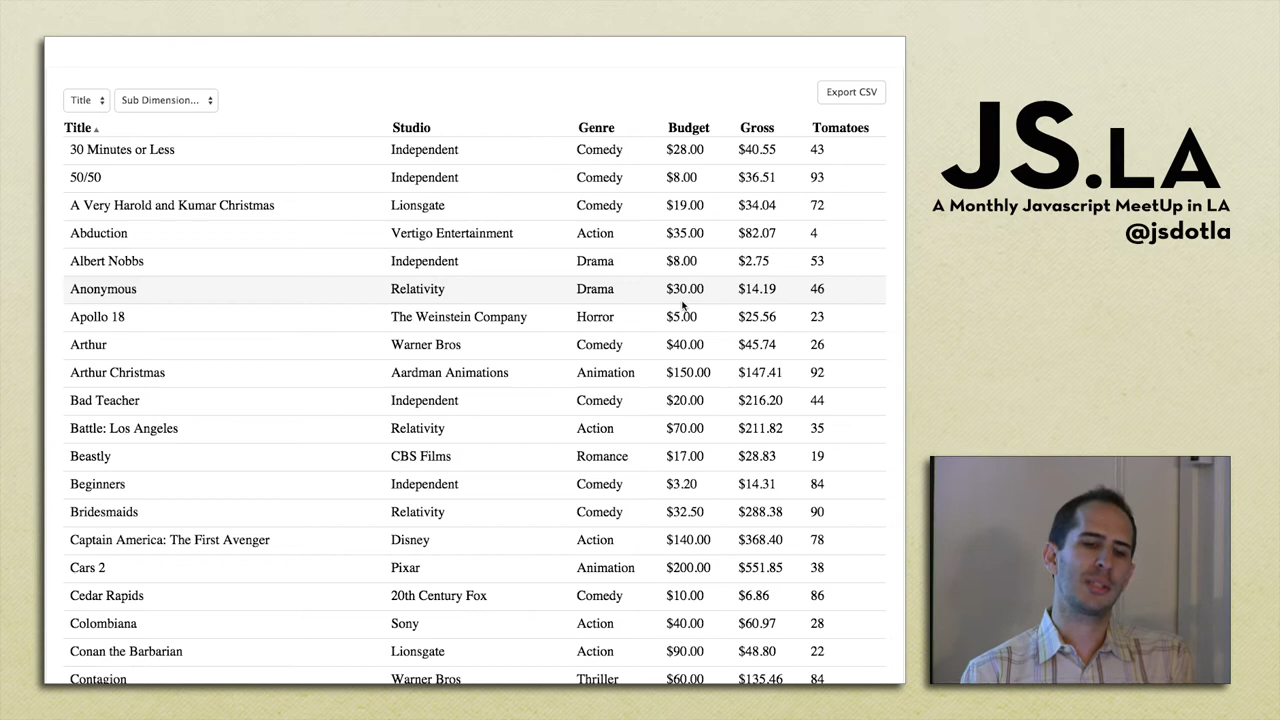 Title Sub Dimension... Export CSV
Title Studio Genre Budget Gross Tomatoes
30 Minutes or Less Independent Comedy $28.00 $40.55 43
50/50 Independent Comedy $8.00 $36.51 93
A Very Harold and Kumar Christmas Lionsgate Comedy $19.00 $34.04 72
Abduction Vertigo Entertainment Action $35.00 $82.07 4
Albert Nobbs Independent Drama $8.00 $2.75 53
Anonymous Relativity Drama $30.00 $14.19 46
Apollo 18 The Weinstein Company Horror $5.00 $25.56 23
Arthur Warner Bros Comedy $40.00 $45.74 26
Arthur Christmas Aardman Animations Animation $150.00 $147.41 92
Bad Teacher Independent Comedy $20.00 $216.20 44
Battle: Los Angeles Relativity Action $70.00 $211.82 35
Beastly CBS Films Romance $17.00 $28.83 19
Beginners Independent Comedy $3.20 $14.31 84
Bridesmaids Relativity Comedy $32.50 $288.38 90
Captain America: The First Avenger Disney Action $140.00 $368.40 78
Cars 2 Pixar Animation $200.00 $551.85 38
Cedar Rapids 20th Century Fox Comedy $10.00 $6.86 86
Colombiana Sony Action $40.00 $60.97 28
Conan the Barbarian Lionsgate Action $90.00 $48.80 22
Contagion Warner Bros Thriller $60.00 $135.46 84
JS.LA
A Monthly Javascript MeetUp in LA
@jsdotla